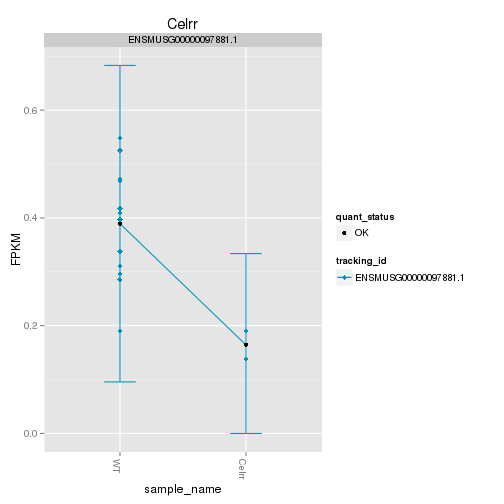 Celrr
ENSMUSG00000097881.1
0.6
0.4
0.2
0.0
FPKM
WT
Celrr
sample_name
quant_status
OK
tracking_id
ENSMUSG00000097881.1